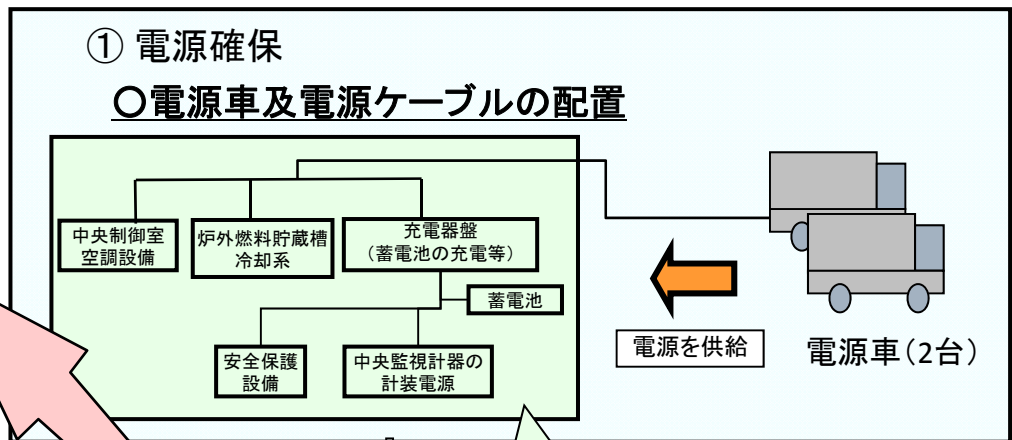 ① 電源確保
○電源車及電源ケーブルの配置
中央制御室
空調設備
炉外燃料貯蔵槽
冷却系
充電器盤
(蓄電池の充電等)
蓄電池
安全保護
設備
中央監視計器の
計装電源
電源を供給
電源車(2台)